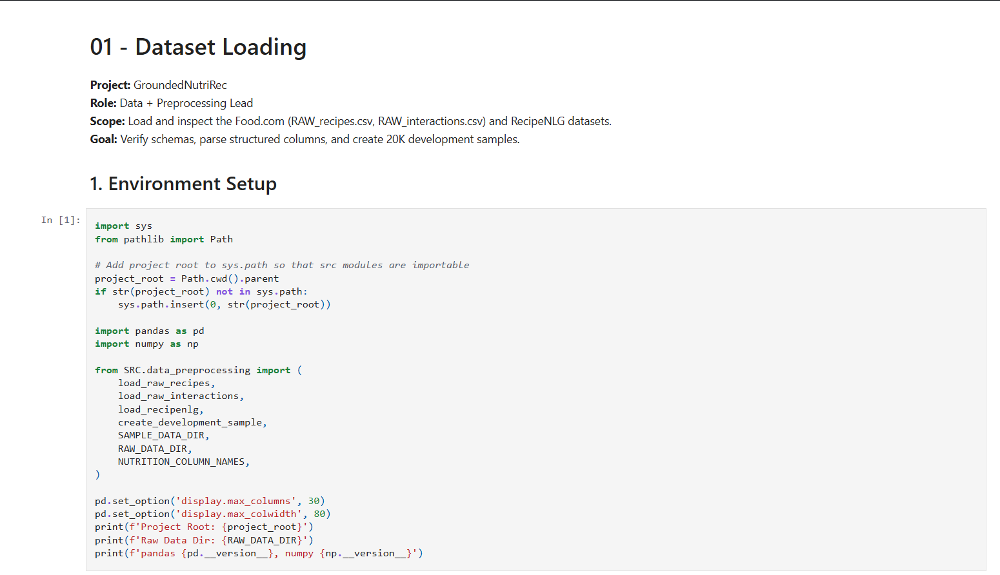 01 - Dataset Loading
Project: GroundedNutriRec
Role: Data + Preprocessing Lead
Scope: Load and inspect the Food.com (RAW_recipes.csv, RAW_interactions.csv) and RecipeNLG datasets.
Goal: Verify schemas, parse structured columns, and create 20K development samples.
1. Environment Setup
In [1]:
import sys
from pathlib import Path
# Add project root to sys.path so that src modules are importable
project_root = Path.cwd().parent
if str(project_root) not in sys.path:
    sys.path.insert(0, str(project_root))
import pandas as pd
import numpy as np
from SRC.data_preprocessing import (
    load_raw_recipes,
    load_raw_interactions,
    load_recipenlg,
    create_development_sample,
    SAMPLE_DATA_DIR,
    RAW_DATA_DIR,
    NUTRITION_COLUMN_NAMES,
)
pd.set_option('display.max_columns', 30)
pd.set_option('display.max_colwidth', 80)
print(f'Project Root: {project_root}')
print(f'Raw Data Dir: {RAW_DATA_DIR}')
print(f'pandas {pd.__version__}, numpy {np.__version__}')